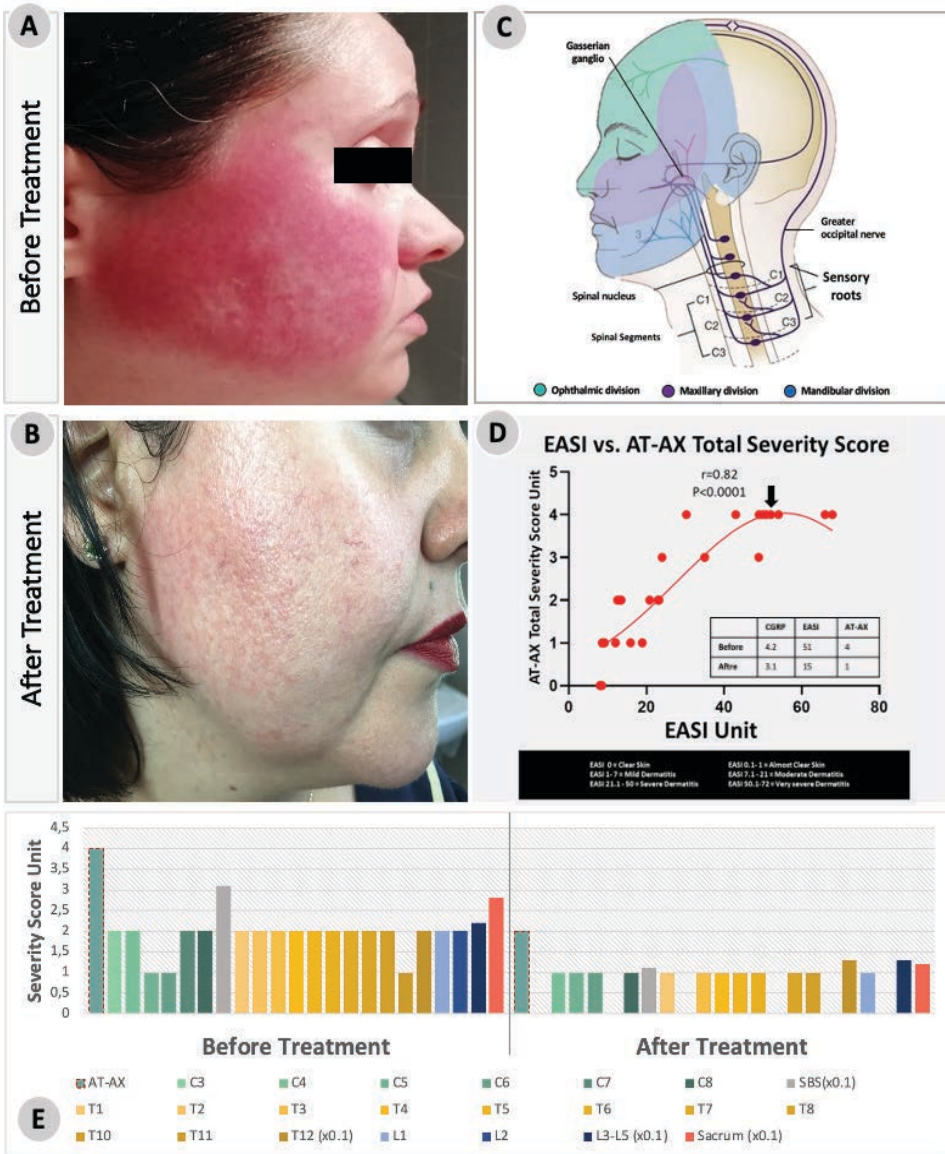 A
Before Treatment
C
Gasserian
ganglio
Greater
occipital nerve
Spinal nucleus
Sensory
roots
Spinal Segments
C1
C2
C3
C1
C2
C3
3
Ophthalmic division
Maxillary division
Mandibular division
B
After Treatment
D
EASI vs. AT-AX Total Severity Score
r=0.82
P<0.0001
AT-AX Total Severity Score Unit
5
4
3
2
1
0
CGRP EASI AT-AX
Before 4.2 51 4
Aftre 3.1 15 1
0 20 40 60 80
EASI Unit
EASI 0 = Clear Skin
EASI 1- 7 = Mild Dermatitis
EASI 21.1 - 50 = Severe Dermatitis
EASI 0.1- 1 = Almost Clear Skin
EASI 7.1 - 21 = Moderate Dermatitis
EASI 50.1-72 = Very severe Dermatitis
Severity Score Unit
4,5
4
3,5
3
2,5
2
1,5
1
0,5
0
Before Treatment
After Treatment
AT-AX C3 C4 C5 C6 C7 C8 SBS(x0.1)
T1 T2 T3 T4 T5 T6 T7 T8
T10 T11 T12 (x0.1) L1 L2 L3-L5 (x0.1) Sacrum (x0.1)
E